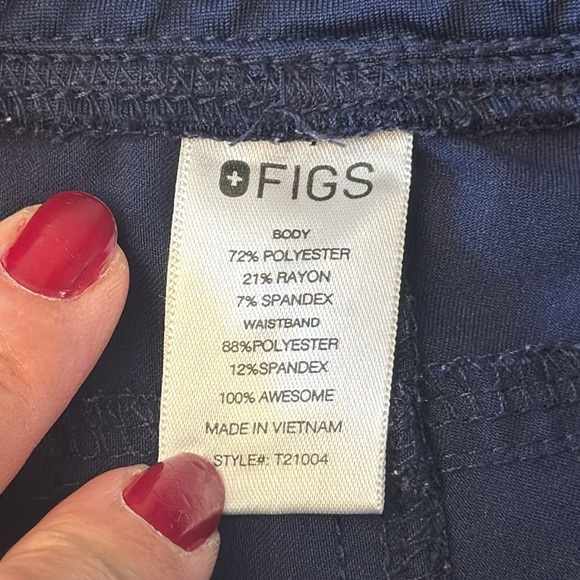 FIGS
BODY
72% POLYESTER
21% RAYON
7% SPANDEX
WAISTBAND
88%POLYESTER
12%SPANDEX
100% AWESOME
MADE IN VIETNAM
STYLE#: T21004